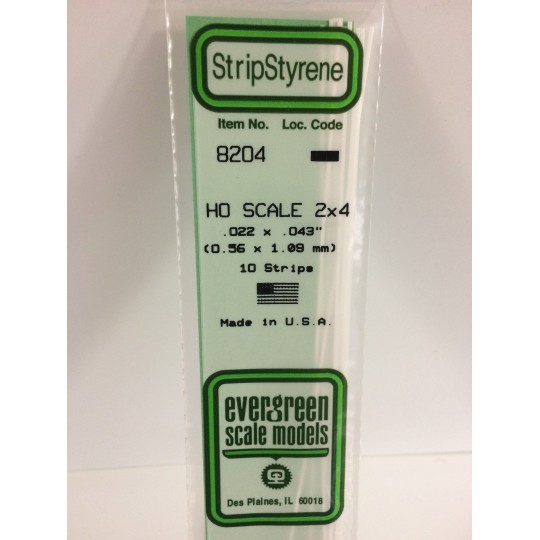 StripStyrene
Item No. Loc. Code
8204
HO SCALE 2x4
.022 x .043"
(0.56 x 1.09 mm)
10 Strips
Made in U.S.A.
evergreen
scale models
Des Plaines, IL 60018